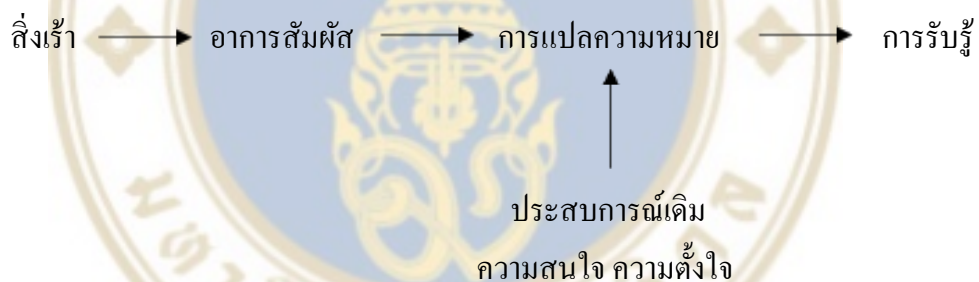 สิ่งเร้า อาการสัมผัส การแปลความหมาย การรับรู้
ประสบการณ์เดิม
ความสนใจ ความตั้งใจ